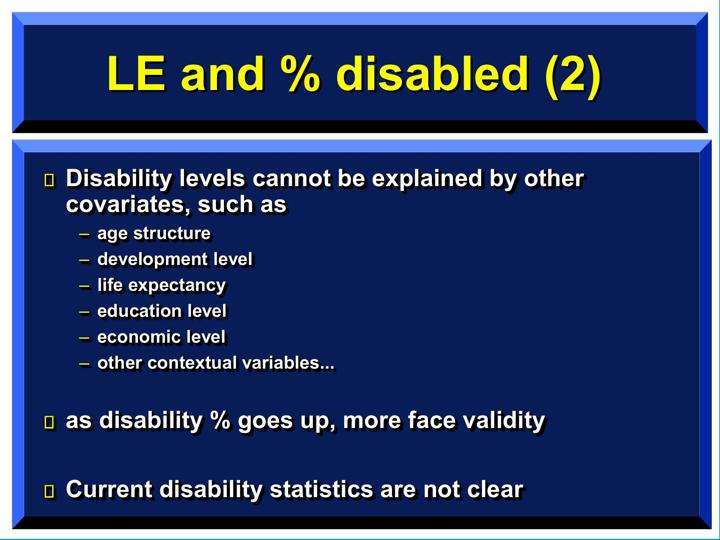 LE and % disabled (2)
Disability levels cannot be explained by other
covariates, such as
– age structure
– development level
– life expectancy
– education level
– economic level
– other contextual variables...
as disability % goes up, more face validity
Current disability statistics are not clear